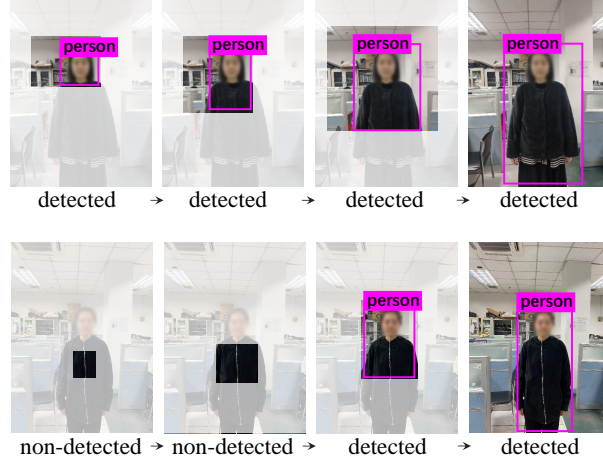 person person person person
detected → detected → detected → detected
person person
non-detected → non-detected → detected → detected